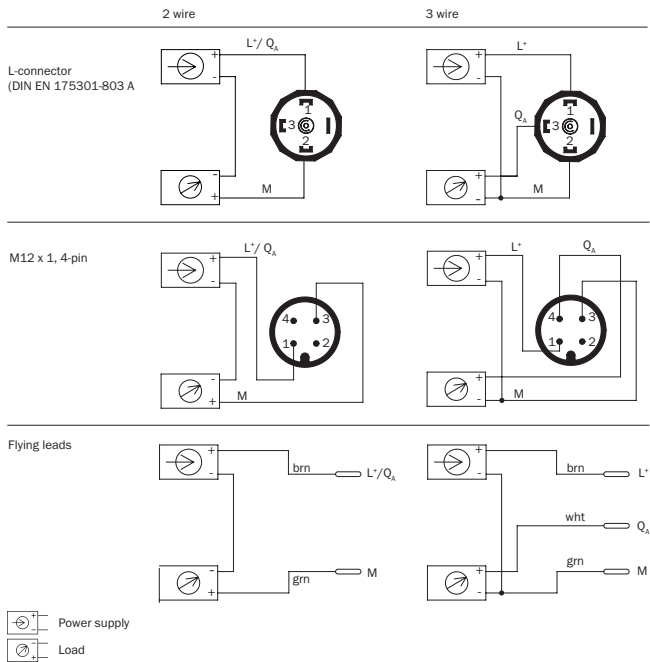 2 wire
3 wire
L-connector
(DIN EN 175301-803 A
+
-
L⁺/ Q_A
1
3
2
-
+
M
+
-
L⁺
Q_A
1
3
2
+
-
M
M12 x 1, 4-pin
+
-
L⁺/ Q_A
4
3
1
2
-
+
M
+
-
L⁺
Q_A
4
3
1
2
+
-
M
Flying leads
+
-
brn
L⁺/Q_A
-
+
grn
M
+
-
brn
L⁺
wht
Q_A
+
-
grn
M
+
-
Power supply
-
+
Load